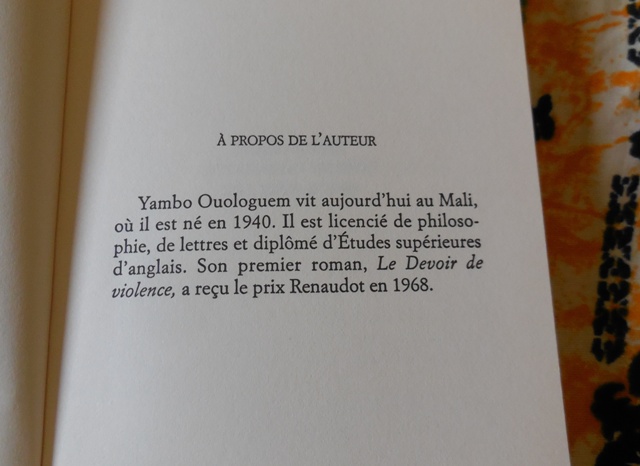 À PROPOS DE L’AUTEUR
Yambo Ouologuem vit aujourd’hui au Mali,
où il est né en 1940. Il est licencié de philoso-
phie, de lettres et diplômé d’Études supérieures
d’anglais. Son premier roman, Le Devoir de
violence, a reçu le prix Renaudot en 1968.